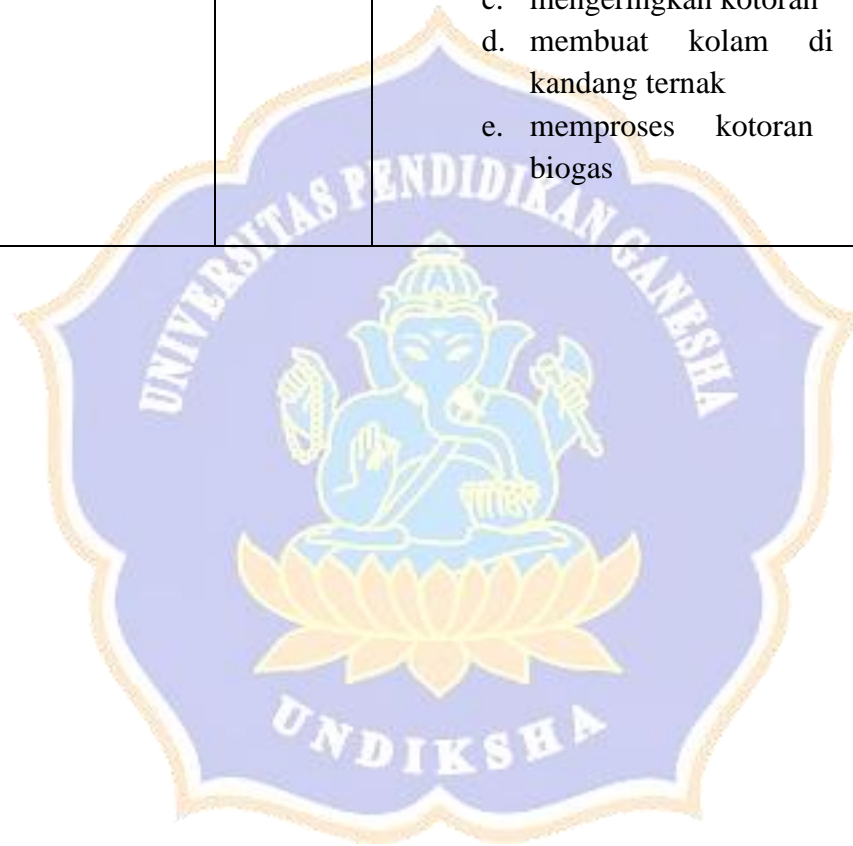 c. mengeringkan kotoran
d. membuat kolam di
kandang ternak
e. memproses kotoran
biogas
UNIVERSITAS PENDIDIKAN GANESHA
UNDIKSHA